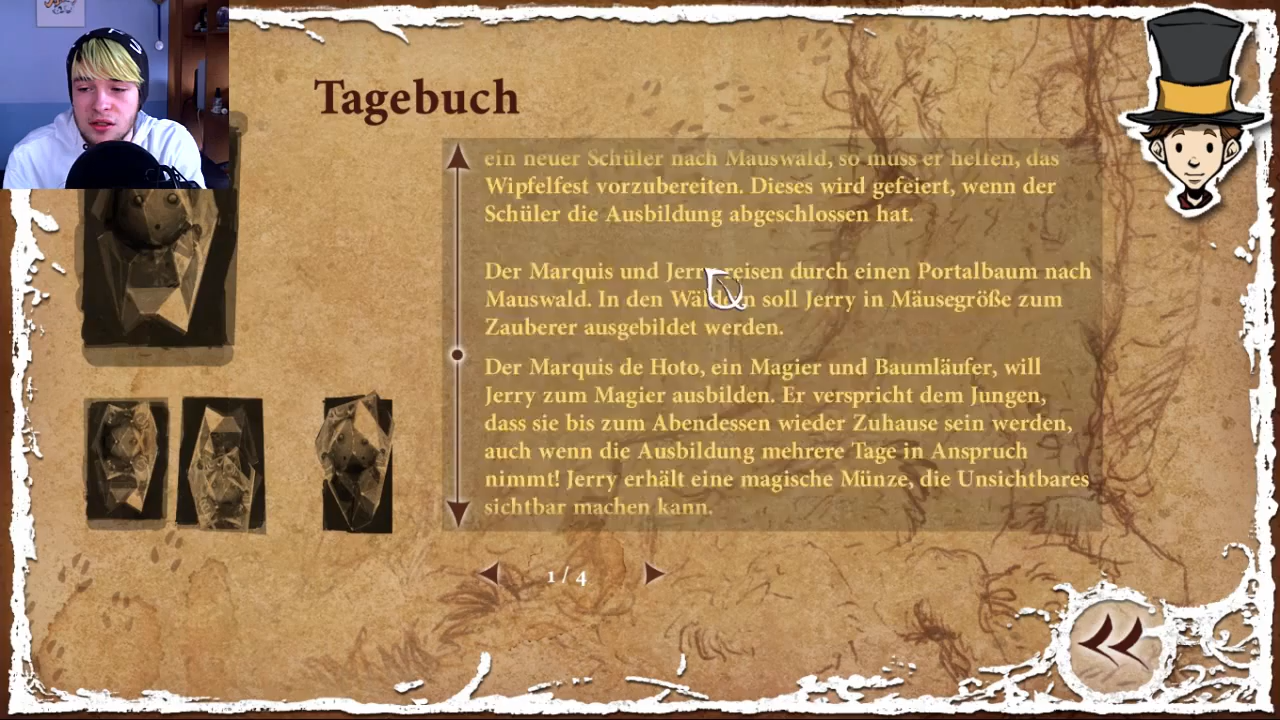 Tagebuch
ein neuer Schüler nach Mauswald, so muss er helfen, das
Wipfelfest vorzubereiten. Dieses wird gefeiert, wenn der
Schüler die Ausbildung abgeschlossen hat.
Der Marquis und Jerry reisen durch einen Portalbaum nach
Mauswald. In den Wäldern soll Jerry in Mäusegröße zum
Zauberer ausgebildet werden.
Der Marquis de Hoto, ein Magier und Baumläufer, will
Jerry zum Magier ausbilden. Er verspricht dem Jungen,
dass sie bis zum Abendessen wieder Zuhause sein werden,
auch wenn die Ausbildung mehrere Tage in Anspruch
nimmt! Jerry erhält eine magische Münze, die Unsichtbares
sichtbar machen kann.
1 / 4